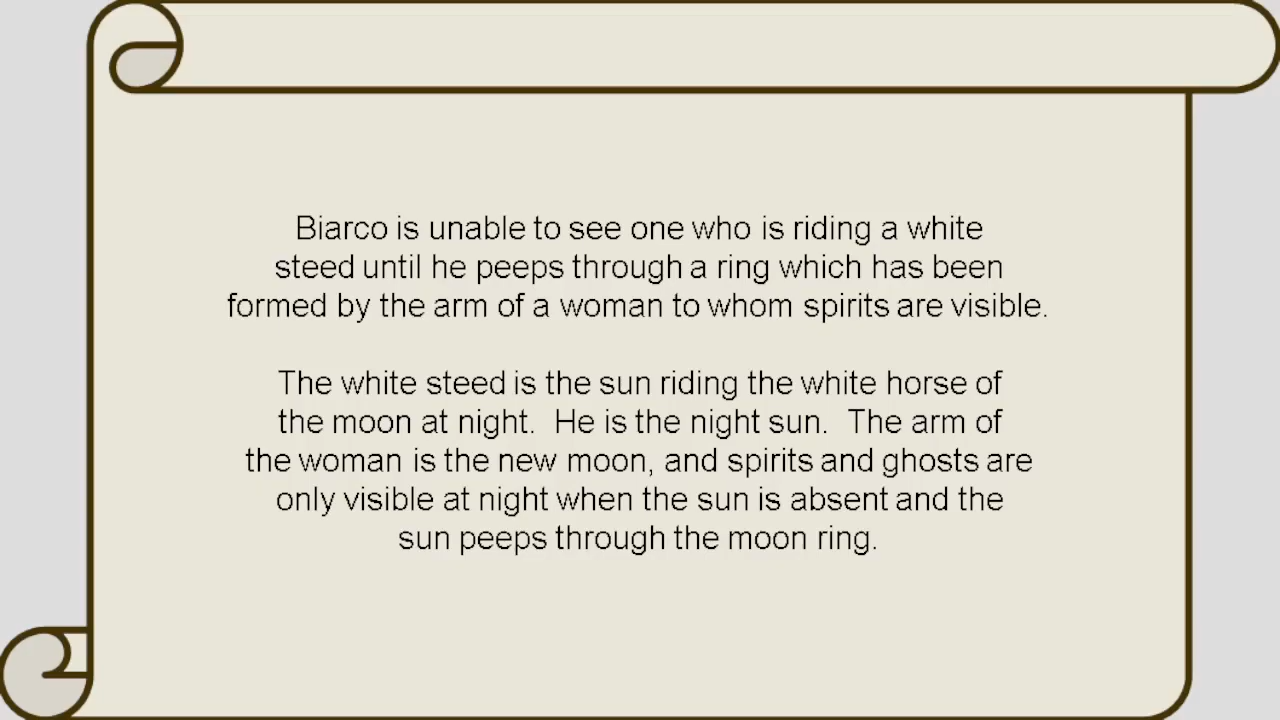 Biarco is unable to see one who is riding a white
steed until he peeps through a ring which has been
formed by the arm of a woman to whom spirits are visible.
The white steed is the sun riding the white horse of
the moon at night.  He is the night sun.  The arm of
the woman is the new moon, and spirits and ghosts are
only visible at night when the sun is absent and the
sun peeps through the moon ring.